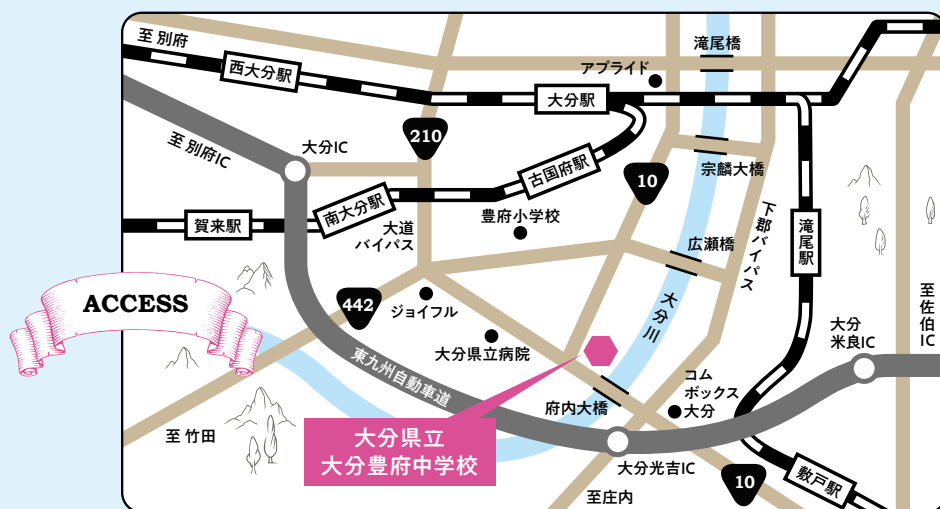 至 別府
西大分駅
滝尾橋
アプライド
大分駅
210
至 別府IC
大分IC
古国府駅
10
宗麟大橋
南大分駅
賀来駅
大道
バイパス
豊府小学校
下郡バイパス
滝尾駅
広瀬橋
ACCESS
442
ジョイフル
大分川
至佐伯IC
大分
米良IC
大分県立病院
東九州自動車道
コム
ボックス
大分
府内大橋
至 竹田
大分県立
大分豊府中学校
大分光吉IC
10
敷戸駅
至庄内